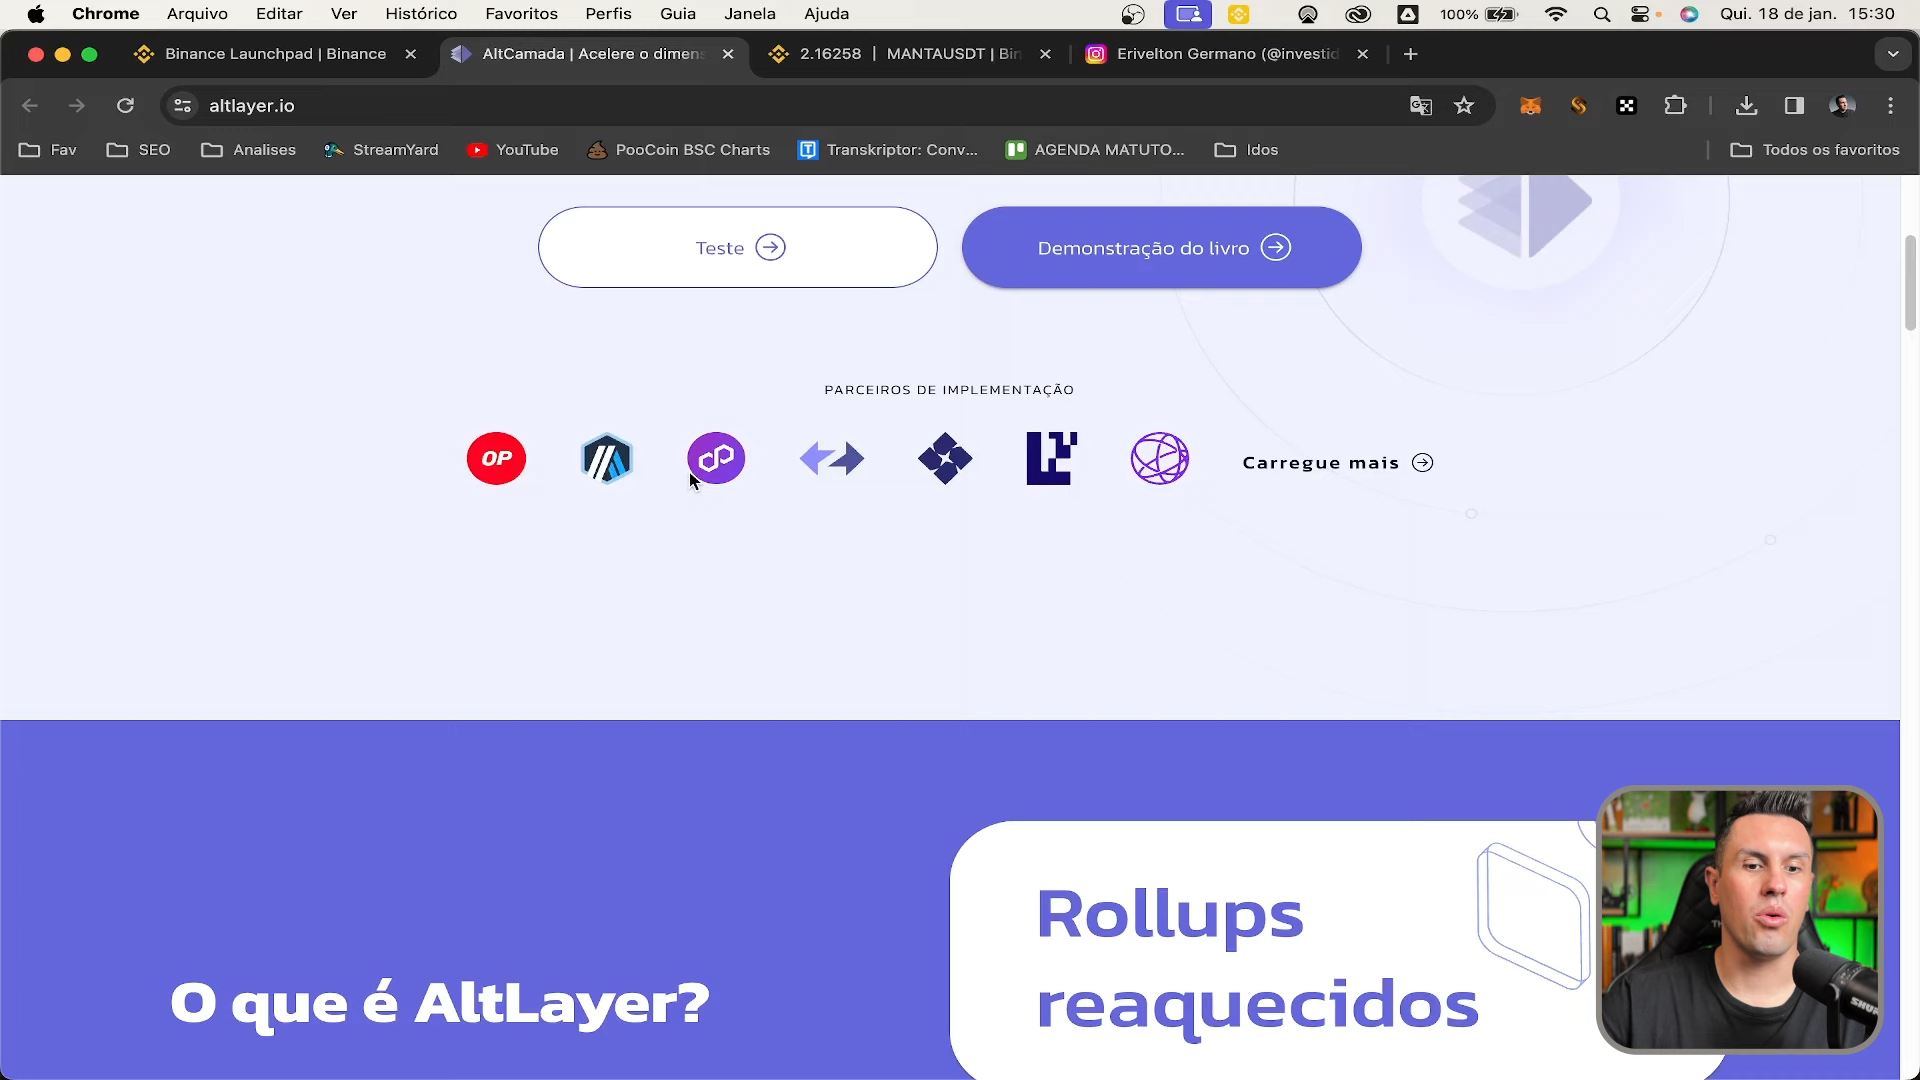 Chrome Arquivo Editar Ver Histórico Favoritos Perfis Guia Janela Ajuda 100% Qui. 18 de jan. 15:30
Binance Launchpad | Binance AltCamada | Acelere o dimens 2.16258 | MANTAUSDT | Bin Erivelton Germano (@investid
altlayer.io
Fav SEO Analises StreamYard YouTube PooCoin BSC Charts Transkriptor: Conv... AGENDA MATUTO... Idos Todos os favoritos
Teste Demonstração do livro
PARCEIROS DE IMPLEMENTAÇÃO
OP Carregue mais
Rollups
reaquecidos
O que é AltLayer?